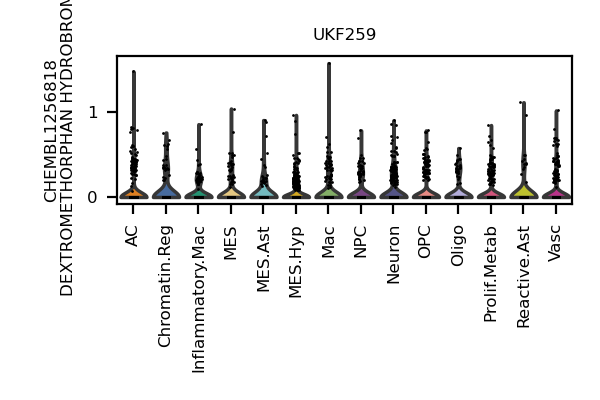 UKF259
CHEMBL1256818
DEXTROMETHORPHAN
1
0
AC
Chromatin.Reg
Inflammatory.Mac
MES
MES.Ast
MES.Hyp
Mac
NPC
Neuron
OPC
Oligo
Prolif.Metab
Reactive.Ast
Vasc